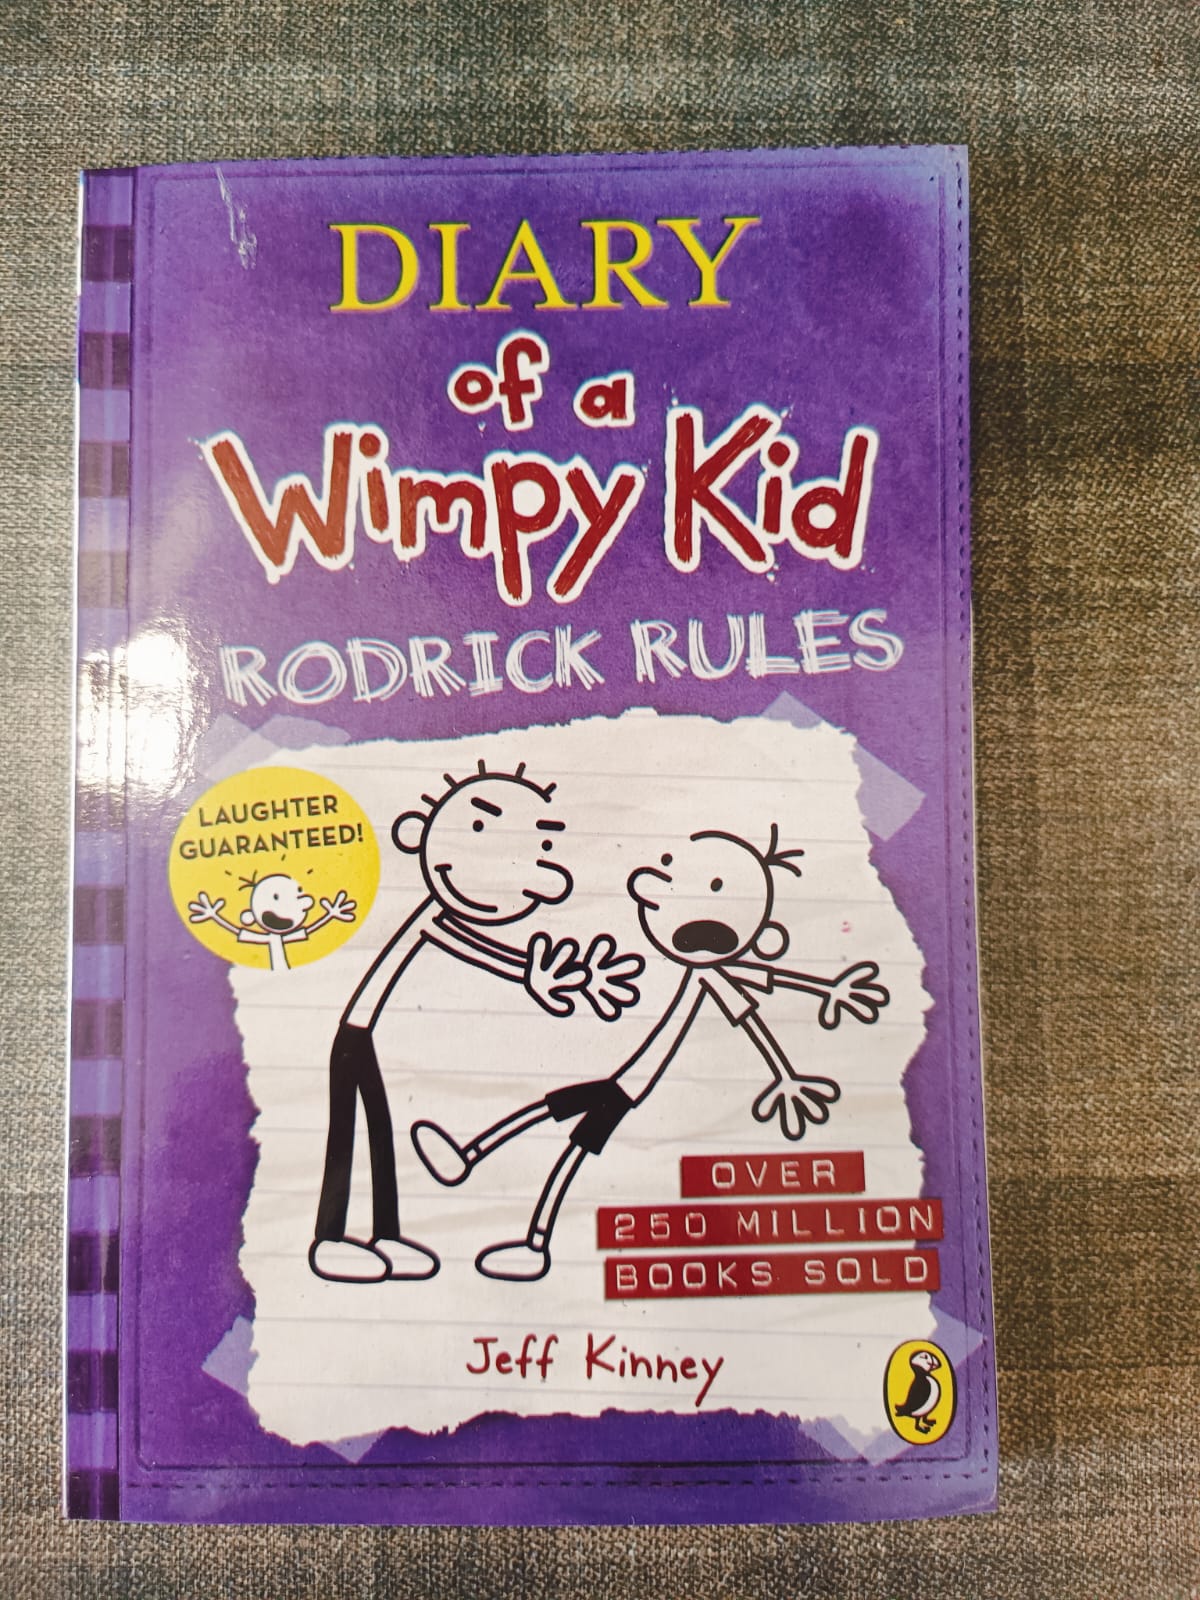 DIARY
of a
Wimpy Kid
RODRICK RULES
LAUGHTER
GUARANTEED!
OVER
250 MILLION
BOOKS SOLD
Jeff Kinney